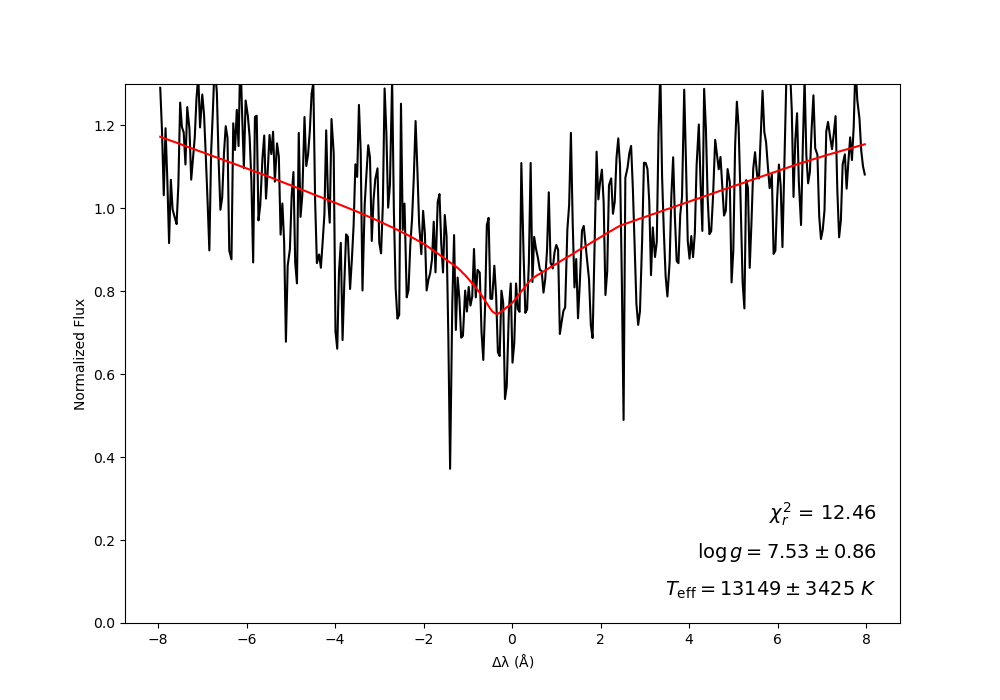 1.2
1.0
0.8
0.6
0.4
0.2
0.0
Normalized Flux
χ²ᵣ = 12.46
log g = 7.53 ± 0.86
T_eff = 13149 ± 3425 K
−8 −6 −4 −2 0 2 4 6 8
Δλ (Å)